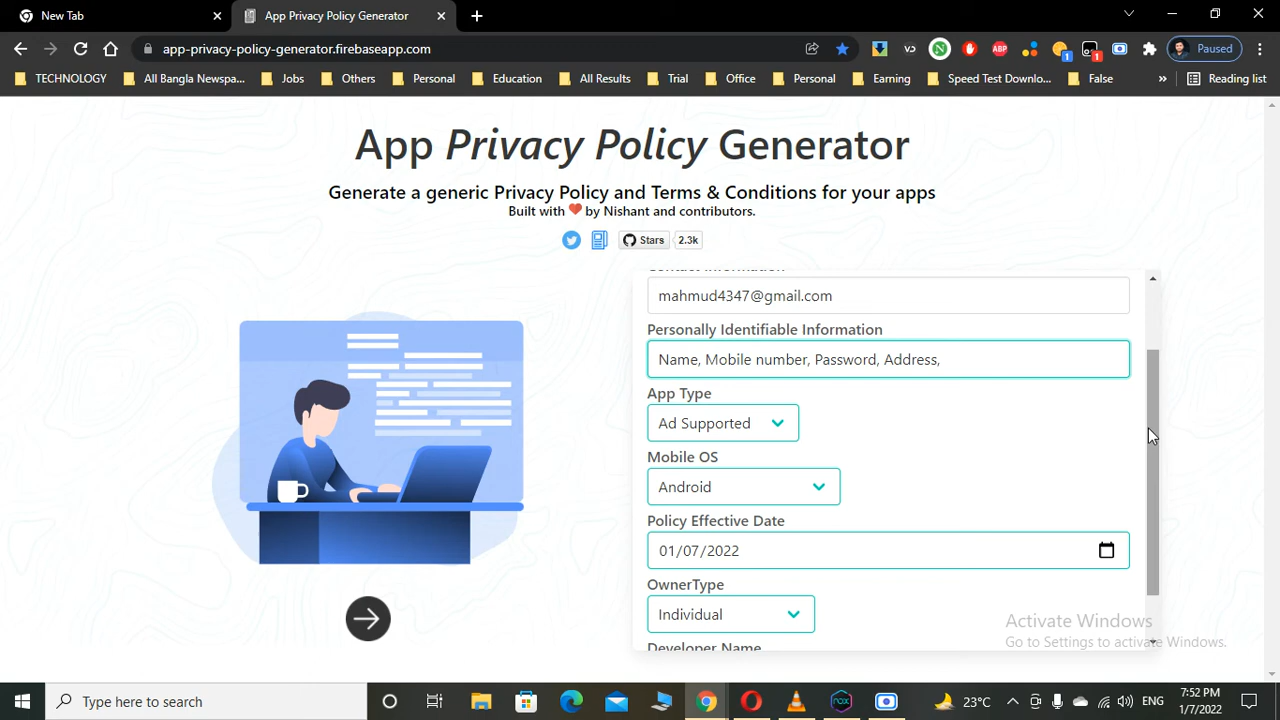 New Tab
App Privacy Policy Generator
app-privacy-policy-generator.firebaseapp.com
Paused
TECHNOLOGY
All Bangla Newspa...
Jobs
Others
Personal
Education
All Results
Trial
Office
Personal
Earning
Speed Test Downlo...
False
»
Reading list
App Privacy Policy Generator
Generate a generic Privacy Policy and Terms & Conditions for your apps
Built with ❤ by Nishant and contributors.
Stars 2.3k
Contact Information
mahmud4347@gmail.com
Personally Identifiable Information
Name, Mobile number, Password, Address,
App Type
Ad Supported
Mobile OS
Android
Policy Effective Date
01/07/2022
OwnerType
Individual
Developer Name
Activate Windows
Go to Settings to activate Windows.
Type here to search
23°C
ENG
7:52 PM
1/7/2022